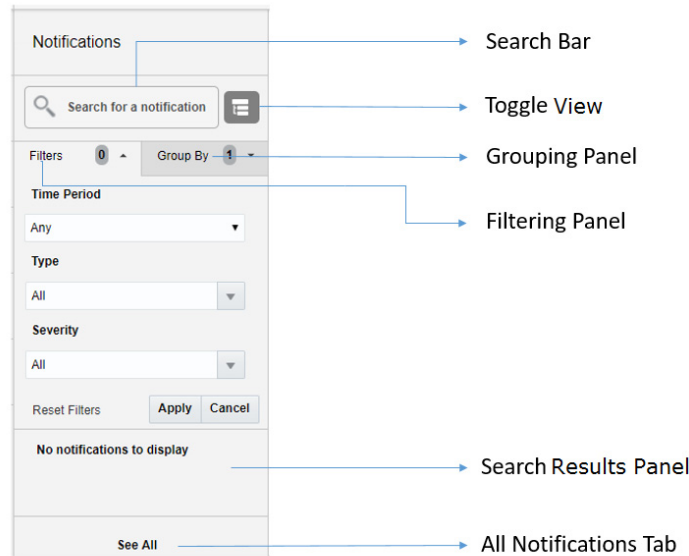 Notifications
Search Bar
Search for a notification
Toggle View
Filters 0 Group By 1
Grouping Panel
Time Period
Filtering Panel
Any
Type
All
Severity
All
Reset Filters Apply Cancel
No notifications to display
Search Results Panel
See All
All Notifications Tab